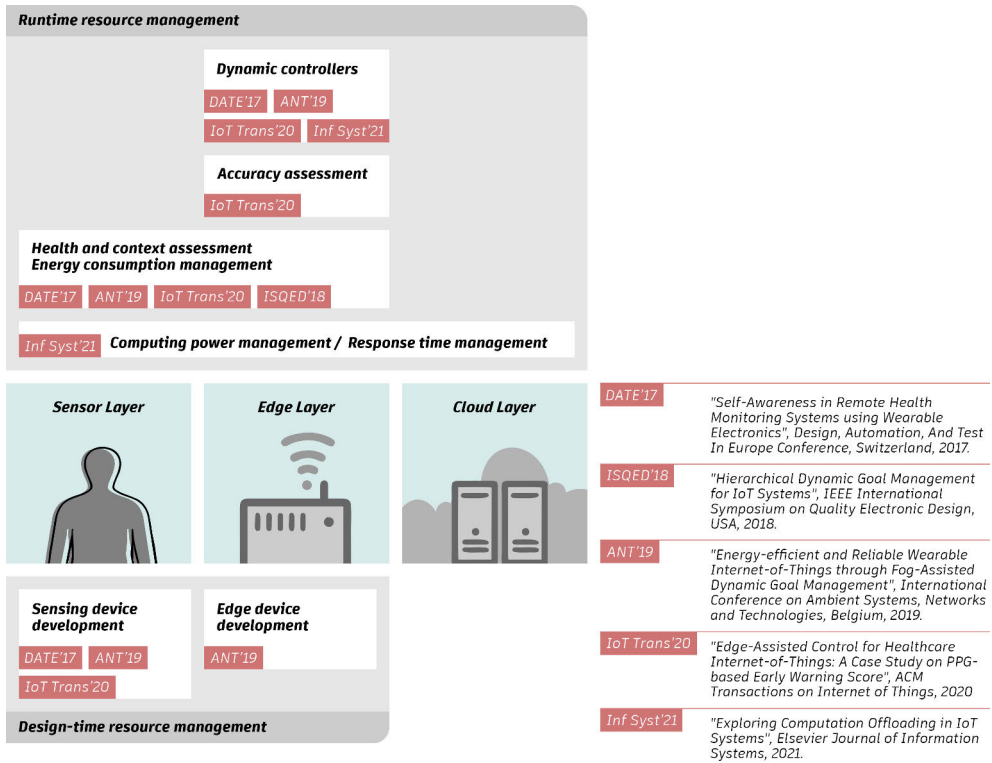 Runtime resource management
Dynamic controllers
DATE'17 ANT'19
IoT Trans'20 Inf Syst'21
Accuracy assessment
IoT Trans'20
Health and context assessment
Energy consumption management
DATE'17 ANT'19 IoT Trans'20 ISQED'18
Inf Syst'21 Computing power management / Response time management
Sensor Layer
Edge Layer
Cloud Layer
Sensing device
development
DATE'17 ANT'19
IoT Trans'20
Edge device
development
ANT'19
Design-time resource management
DATE'17
"Self-Awareness in Remote Health
Monitoring Systems using Wearable
Electronics", Design, Automation, And Test
In Europe Conference, Switzerland, 2017.
ISQED'18
"Hierarchical Dynamic Goal Management
for IoT Systems", IEEE International
Symposium on Quality Electronic Design,
USA, 2018.
ANT'19
"Energy-efficient and Reliable Wearable
Internet-of-Things through Fog-Assisted
Dynamic Goal Management", International
Conference on Ambient Systems, Networks
and Technologies, Belgium, 2019.
IoT Trans'20
"Edge-Assisted Control for Healthcare
Internet-of-Things: A Case Study on PPG-
based Early Warning Score", ACM
Transactions on Internet of Things, 2020
Inf Syst'21
"Exploring Computation Offloading in IoT
Systems", Elsevier Journal of Information
Systems, 2021.